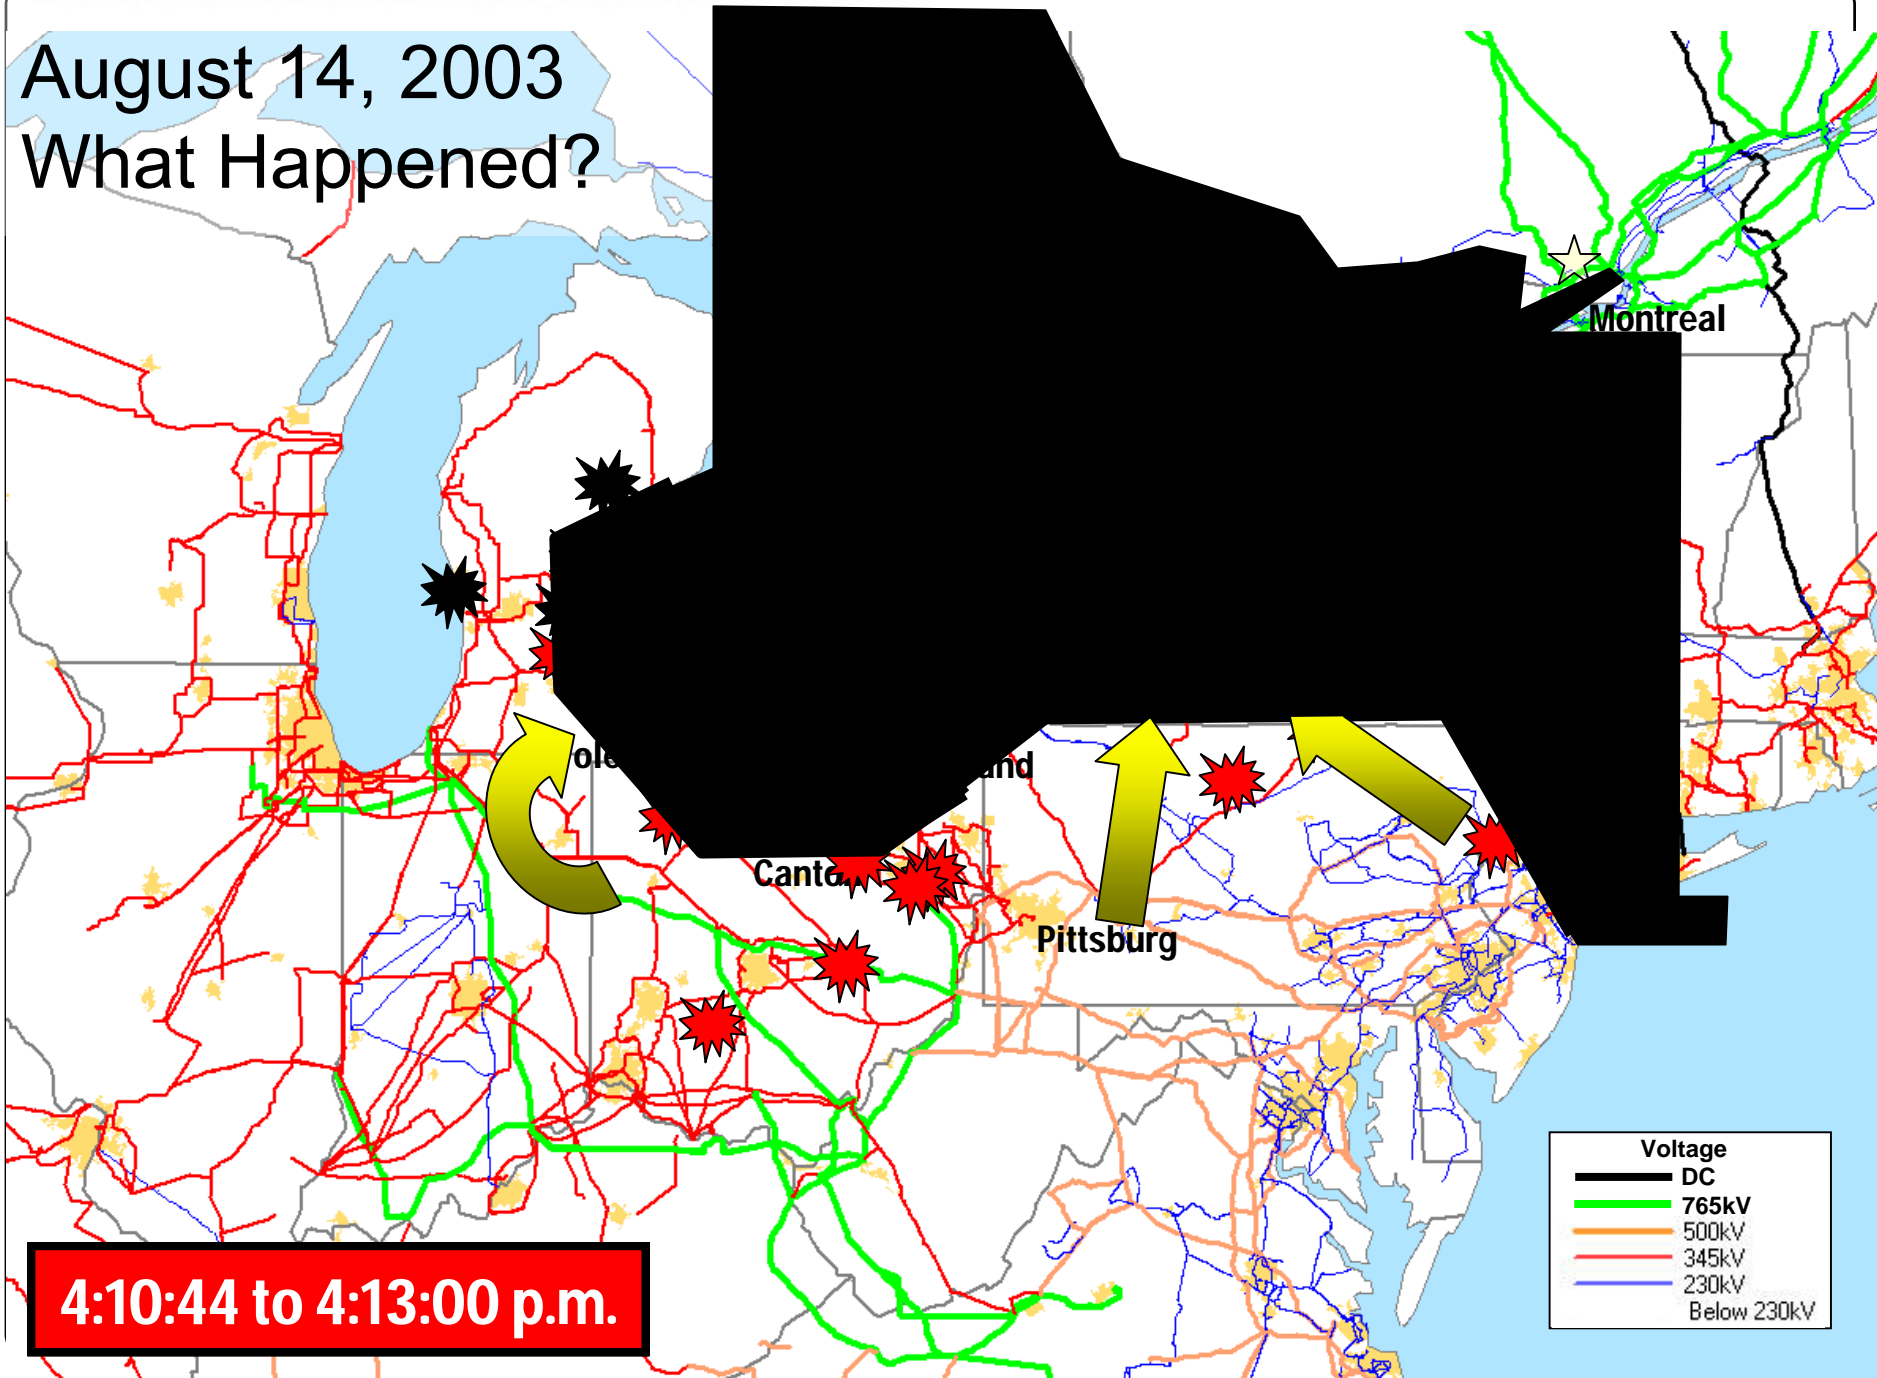 August 14, 2003
What Happened?
Montreal
Pittsburg
Voltage
DC
765kV
500kV
345kV
230kV
Below 230kV
4:10:44 to 4:13:00 p.m.